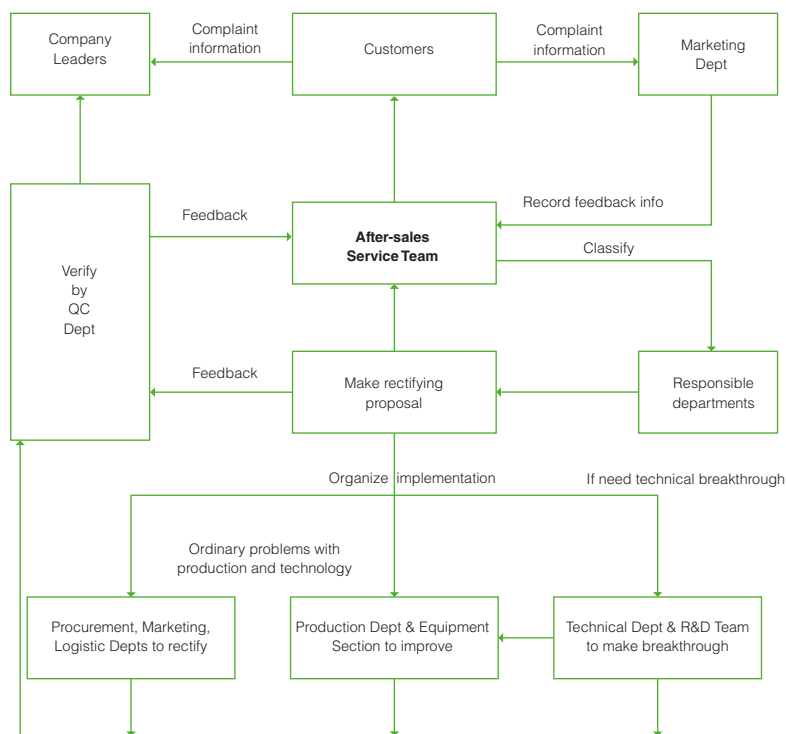 Company
Leaders
Complaint
information
Customers
Complaint
information
Marketing
Dept
Feedback
After-sales
Service Team
Record feedback info
Classify
Verify
by
QC
Dept
Feedback
Make rectifying
proposal
Responsible
departments
Organize implementation
If need technical breakthrough
Ordinary problems with
production and technology
Procurement, Marketing,
Logistic Depts to rectify
Production Dept & Equipment
Section to improve
Technical Dept & R&D Team
to make breakthrough